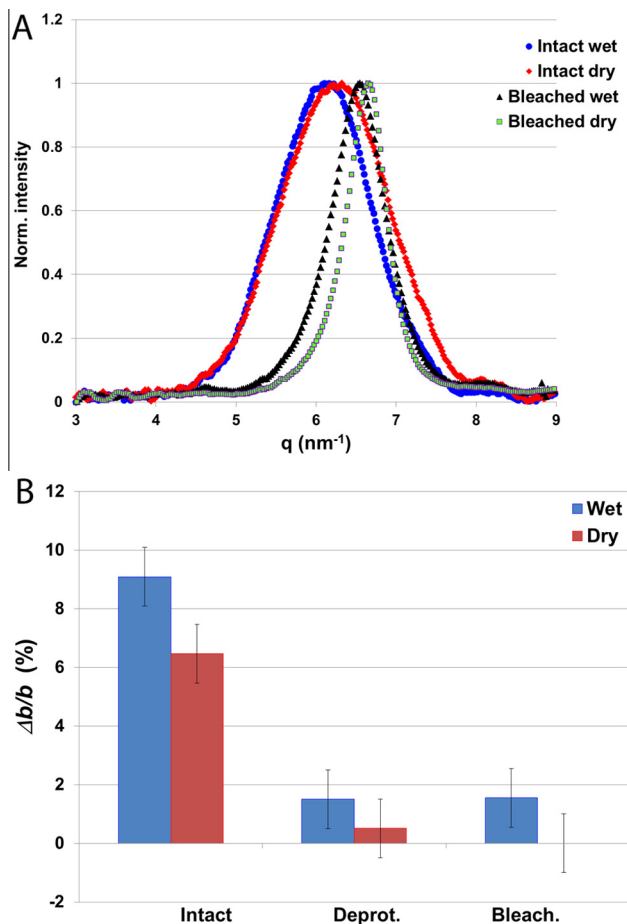 A
1.2
1
0.8
0.6
0.4
0.2
0
Norm. intensity
3 4 5 6 7 8 9
q (nm⁻¹)
Intact wet
Intact dry
Bleached wet
Bleached dry
B
12
10
8
6
4
2
0
-2
Δb/b (%)
Wet
Dry
Intact Deprot. Bleach.